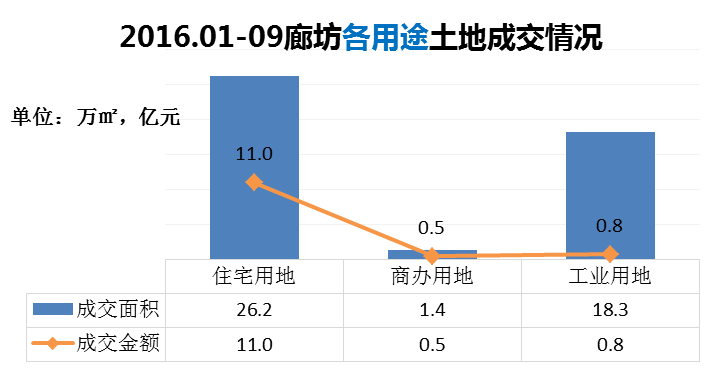 2016.01-09廊坊各用途土地成交情况
单位：万㎡，亿元
11.0
0.5
0.8
住宅用地 商办用地 工业用地
成交面积 26.2 1.4 18.3
成交金额 11.0 0.5 0.8